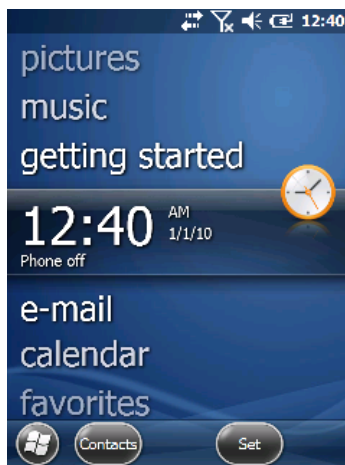 12:40
pictures
music
getting started
12:40 AM
1/1/10
Phone off
e-mail
calendar
favorites
Contacts Set